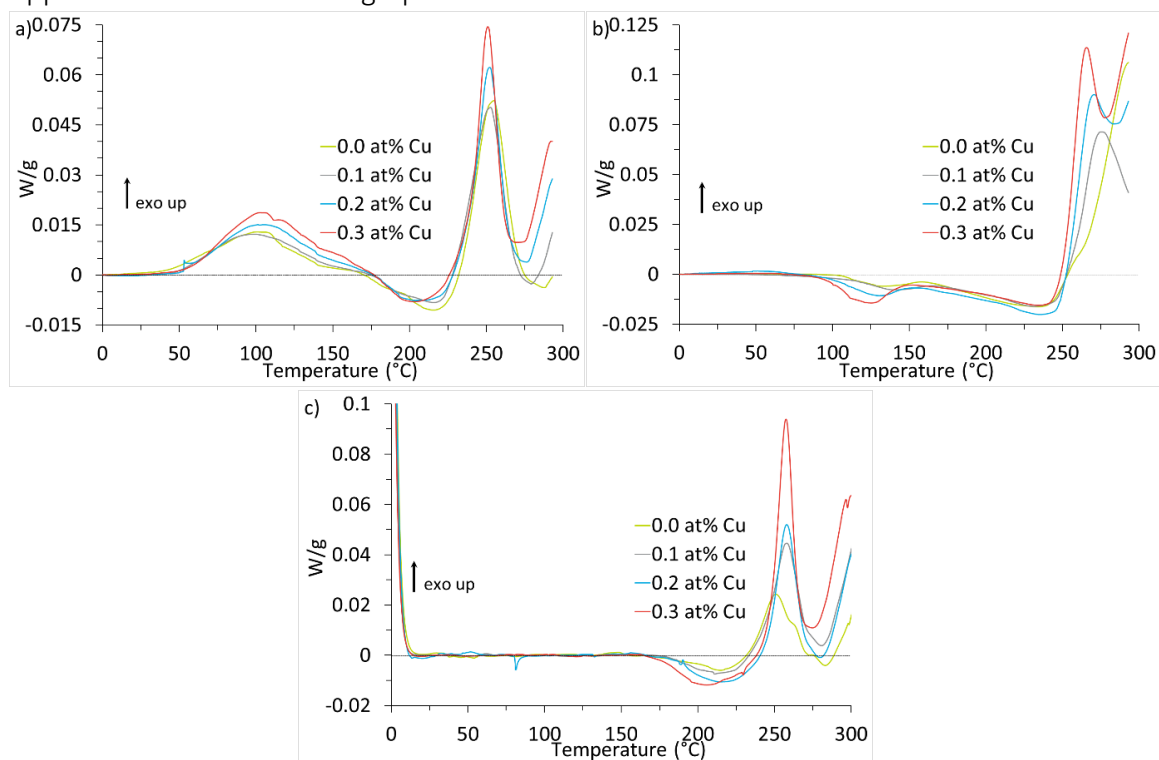 a)
0.075
0.06
0.045
0.03
0.015
0
-0.015
W/g
exo up
0.0 at% Cu
0.1 at% Cu
0.2 at% Cu
0.3 at% Cu
0 50 100 150 200 250 300
Temperature (°C)
b)
0.125
0.1
0.075
0.05
0.025
0
-0.025
W/g
exo up
0.0 at% Cu
0.1 at% Cu
0.2 at% Cu
0.3 at% Cu
0 50 100 150 200 250 300
Temperature (°C)
c)
0.1
0.08
0.06
0.04
0.02
0
-0.02
W/g
exo up
0.0 at% Cu
0.1 at% Cu
0.2 at% Cu
0.3 at% Cu
0 50 100 150 200 250 300
Temperature (°C)